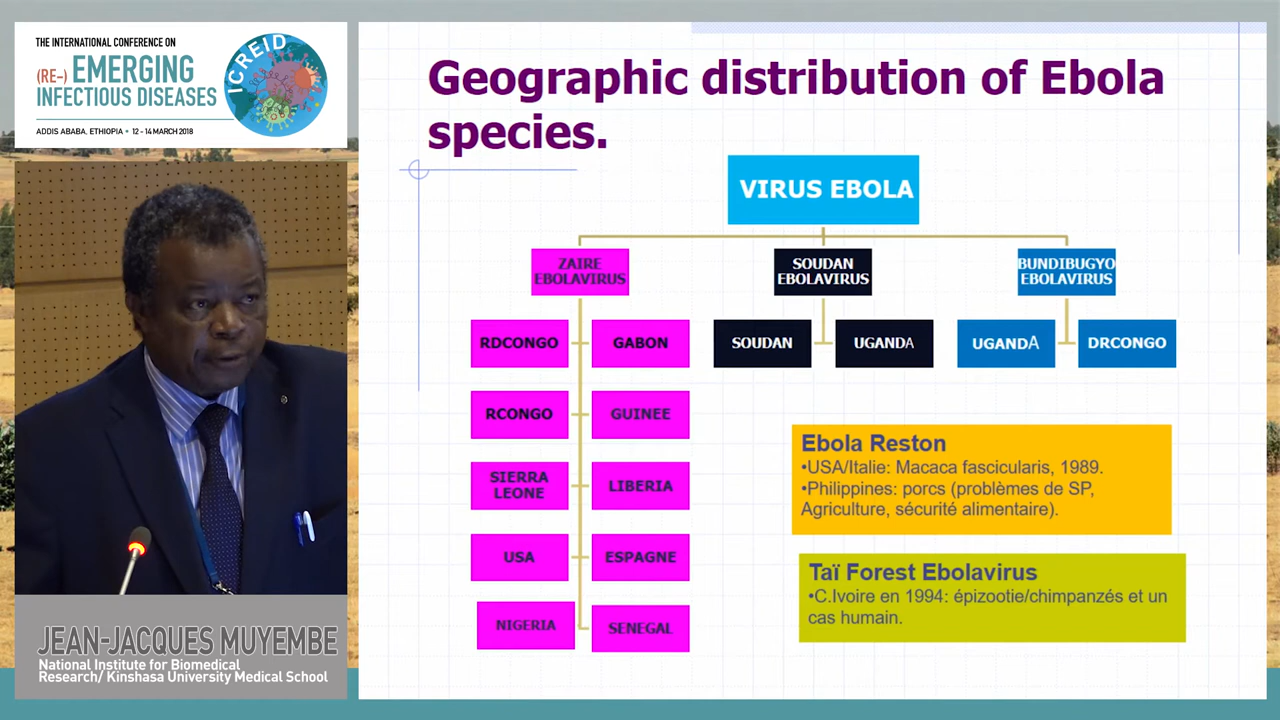 THE INTERNATIONAL CONFERENCE ON
(RE-) EMERGING
INFECTIOUS DISEASES
ADDIS ABABA, ETHIOPIA • 12 - 14 MARCH 2018
ICREID
Geographic distribution of Ebola
species.
VIRUS EBOLA
ZAIRE
EBOLAVIRUS
SOUDAN
EBOLAVIRUS
BUNDIBUGYO
EBOLAVIRUS
RDCONGO
GABON
SOUDAN
UGANDA
UGANDA
DRCONGO
RCONGO
GUINEE
SIERRA
LEONE
LIBERIA
USA
ESPAGNE
NIGERIA
SENEGAL
Ebola Reston
•USA/Italie: Macaca fascicularis, 1989.
•Philippines: porcs (problèmes de SP,
Agriculture, sécurité alimentaire).
Taï Forest Ebolavirus
•C.Ivoire en 1994: épizootie/chimpanzés et un
cas humain.
JEAN-JACQUES MUYEMBE
National Institute for Biomedical
Research/ Kinshasa University Medical School